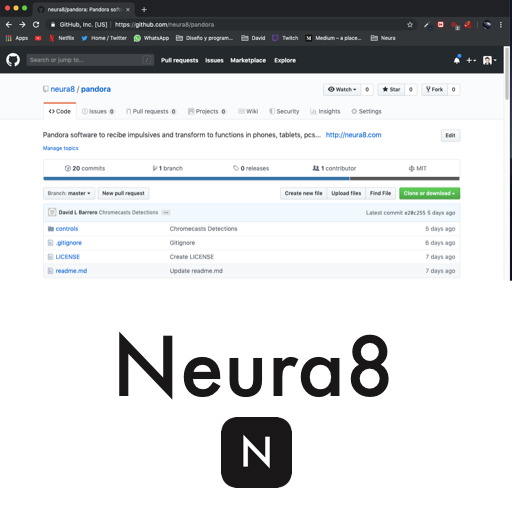 neura8/pandora: Pandora soft
GitHub, Inc. [US] https://github.com/neura8/pandora
Apps Netflix Home / Twitter WhatsApp Diseño y program... David Twitch Medium – a place... Neura
Search or jump to... / Pull requests Issues Marketplace Explore
neura8 / pandora Watch 0 Star 0 Fork 0
Code Issues 0 Pull requests 0 Projects 0 Wiki Security Insights Settings
Pandora software to recibe impulsives and transform to functions in phones, tablets, pcs... http://neura8.com Edit
Manage topics
20 commits 1 branch 0 releases 1 contributor MIT
Branch: master New pull request Create new file Upload files Find File Clone or download
David L Barrero Chromecasts Detections Latest commit e20c255 5 days ago
controls Chromecasts Detections 5 days ago
.gitignore Gitignore 6 days ago
LICENSE Create LICENSE 7 days ago
readme.md Update readme.md 7 days ago
Neura8
N